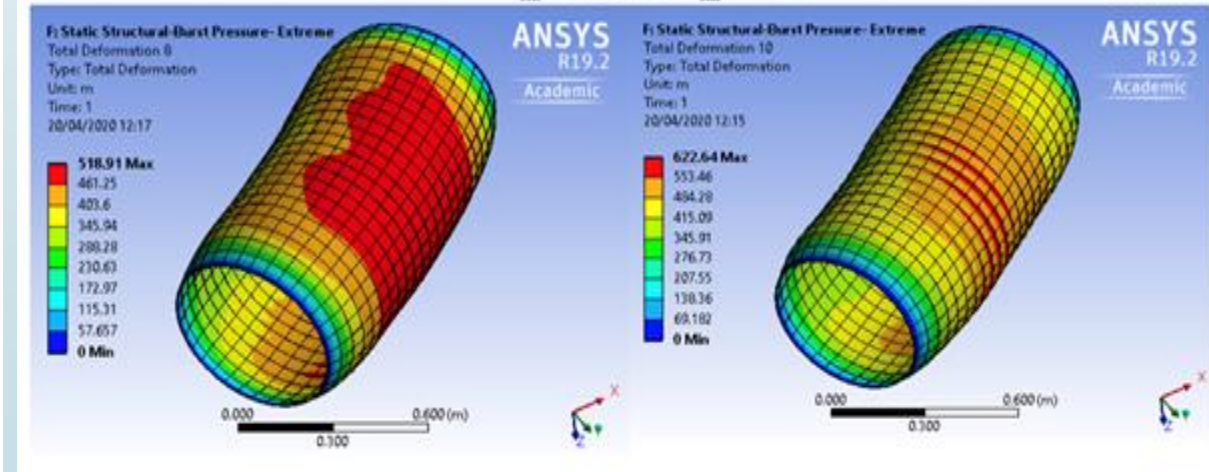 F: Static Structural-Burst Pressure- Extreme
Total Deformation 8
Type: Total Deformation
Unit: m
Time: 1
20/04/2020 12:17
518.91 Max
461.25
403.6
345.94
288.28
230.63
172.97
115.31
57.657
0 Min
ANSYS
R19.2
Academic
0.000
0.600 (m)
0.300
X
Y
Z
F: Static Structural-Burst Pressure- Extreme
Total Deformation 10
Type: Total Deformation
Unit: m
Time: 1
20/04/2020 12:15
622.64 Max
553.46
484.28
415.09
345.91
276.73
207.55
138.36
69.182
0 Min
ANSYS
R19.2
Academic
0.000
0.600 (m)
0.300
X
Y
Z